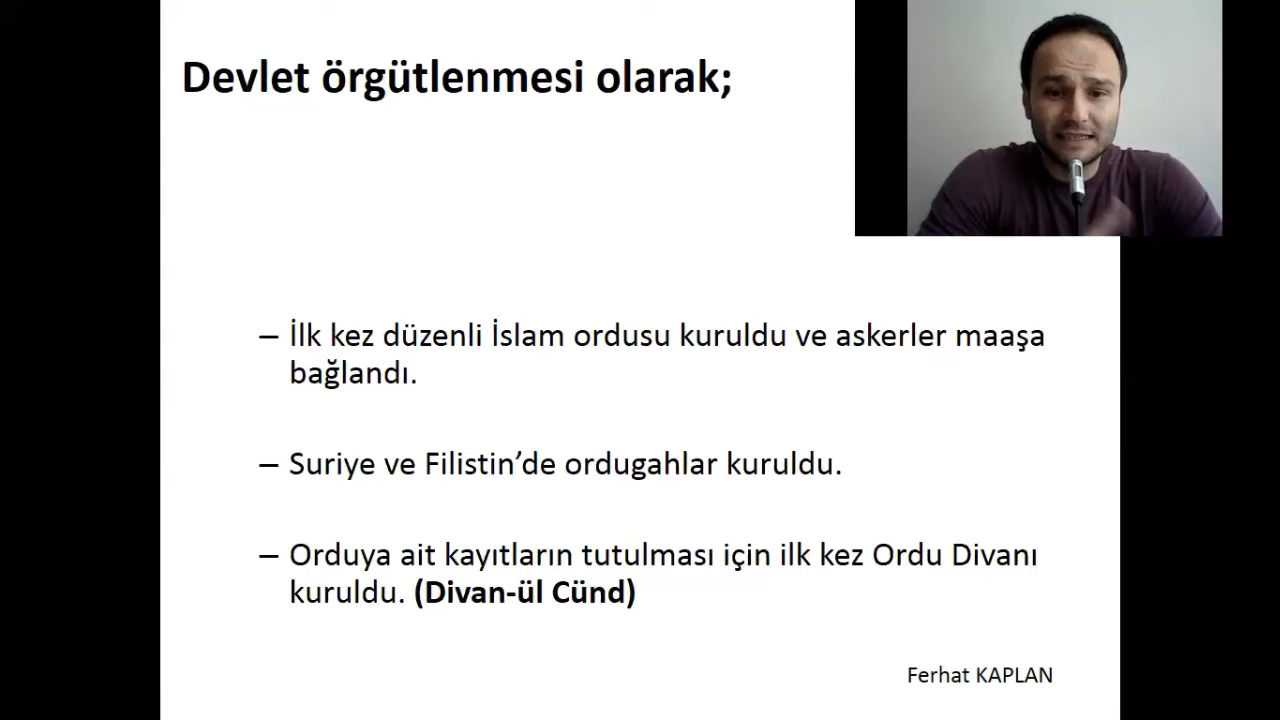 Devlet örgütlenmesi olarak;
– İlk kez düzenli İslam ordusu kuruldu ve askerler maaşa
bağlandı.
– Suriye ve Filistin’de ordugahlar kuruldu.
– Orduya ait kayıtların tutulması için ilk kez Ordu Divanı
kuruldu. (Divan-ül Cünd)
Ferhat KAPLAN